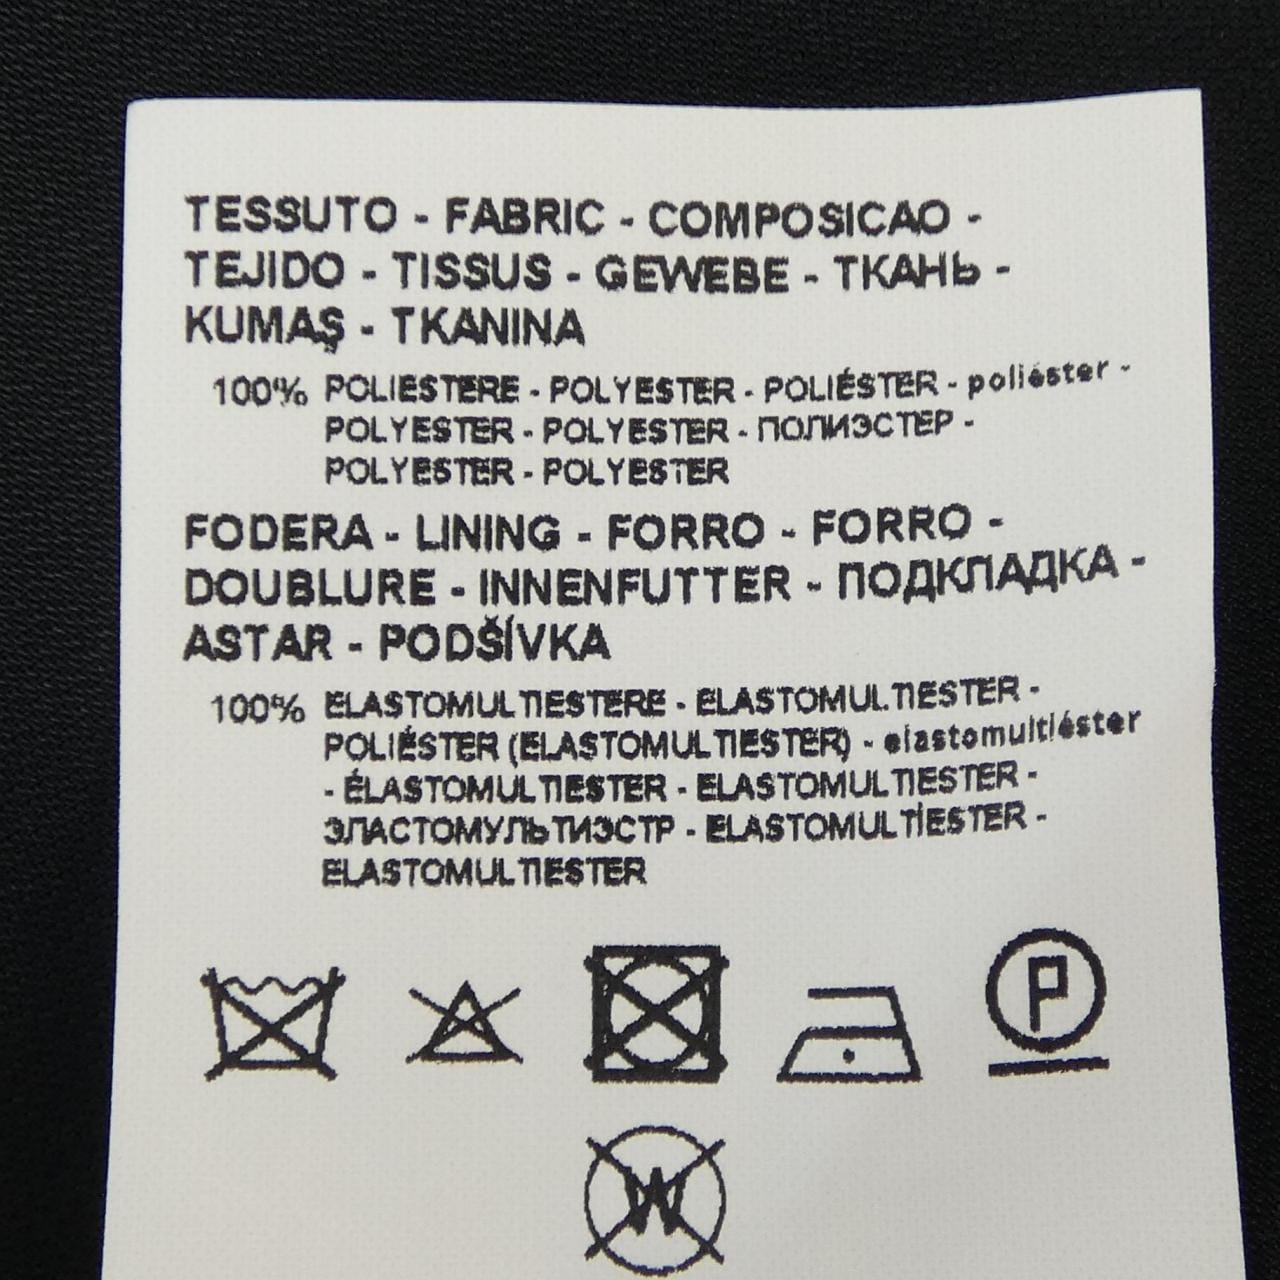 TESSUTO - FABRIC - COMPOSICAO -
TEJIDO - TISSUS - GEWEBE - ТКАНЬ -
KUMAŞ - TKANINA
100% POLIESTERE - POLYESTER - POLIÉSTER - poliéster -
POLYESTER - POLYESTER - ПОЛИЭСТЕР -
POLYESTER - POLYESTER
FODERA - LINING - FORRO - FORRO -
DOUBLURE - INNENFUTTER - ПОДКЛАДКА -
ASTAR - PODŠÍVKA
100% ELASTOMULTIESTERE - ELASTOMULTIESTER -
POLIÉSTER (ELASTOMULTIESTER) - elastomultiéster
- ÉLASTOMULTIESTER - ELASTOMULTIESTER -
ЭЛАСТОМУЛЬТИЭСТР - ELASTOMULTİESTER -
ELASTOMULTIESTER
P
W